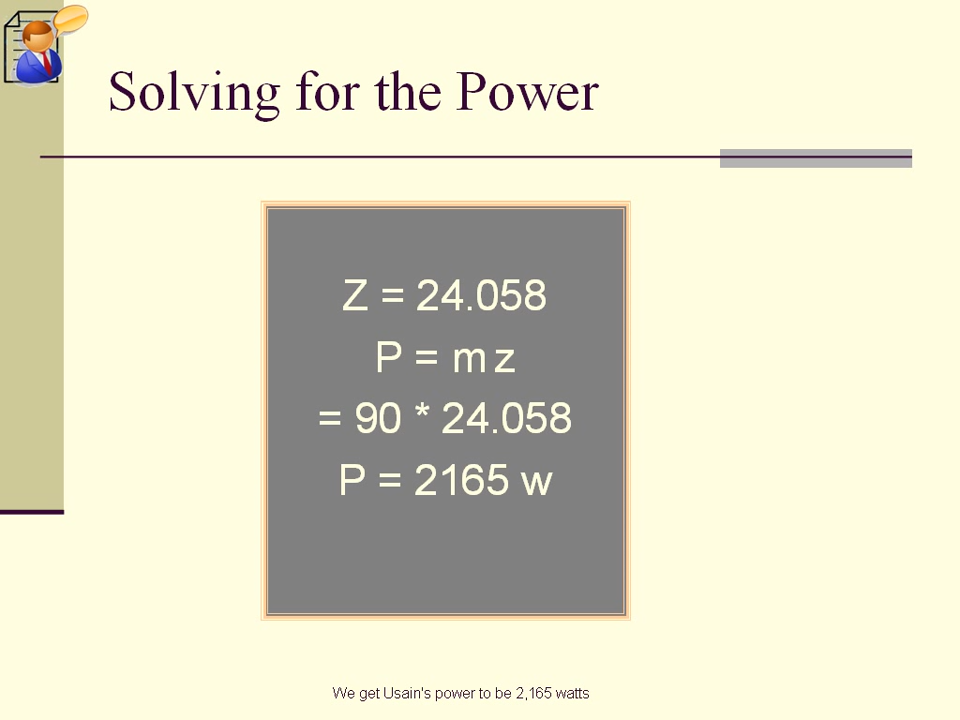 Solving for the Power
Z = 24.058
P = m z
= 90 * 24.058
P = 2165 w
We get Usain's power to be 2,165 watts